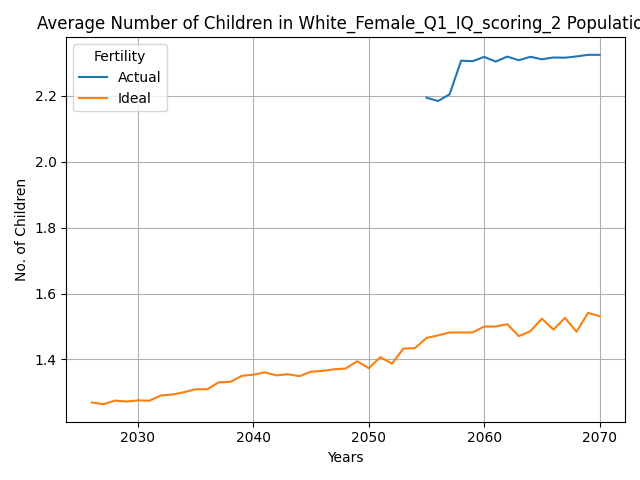 Average Number of Children in White_Female_Q1_IQ_scoring_2 Populatio
Fertility
Actual
Ideal
No. of Children
2.2
2.0
1.8
1.6
1.4
2030
2040
2050
2060
2070
Years